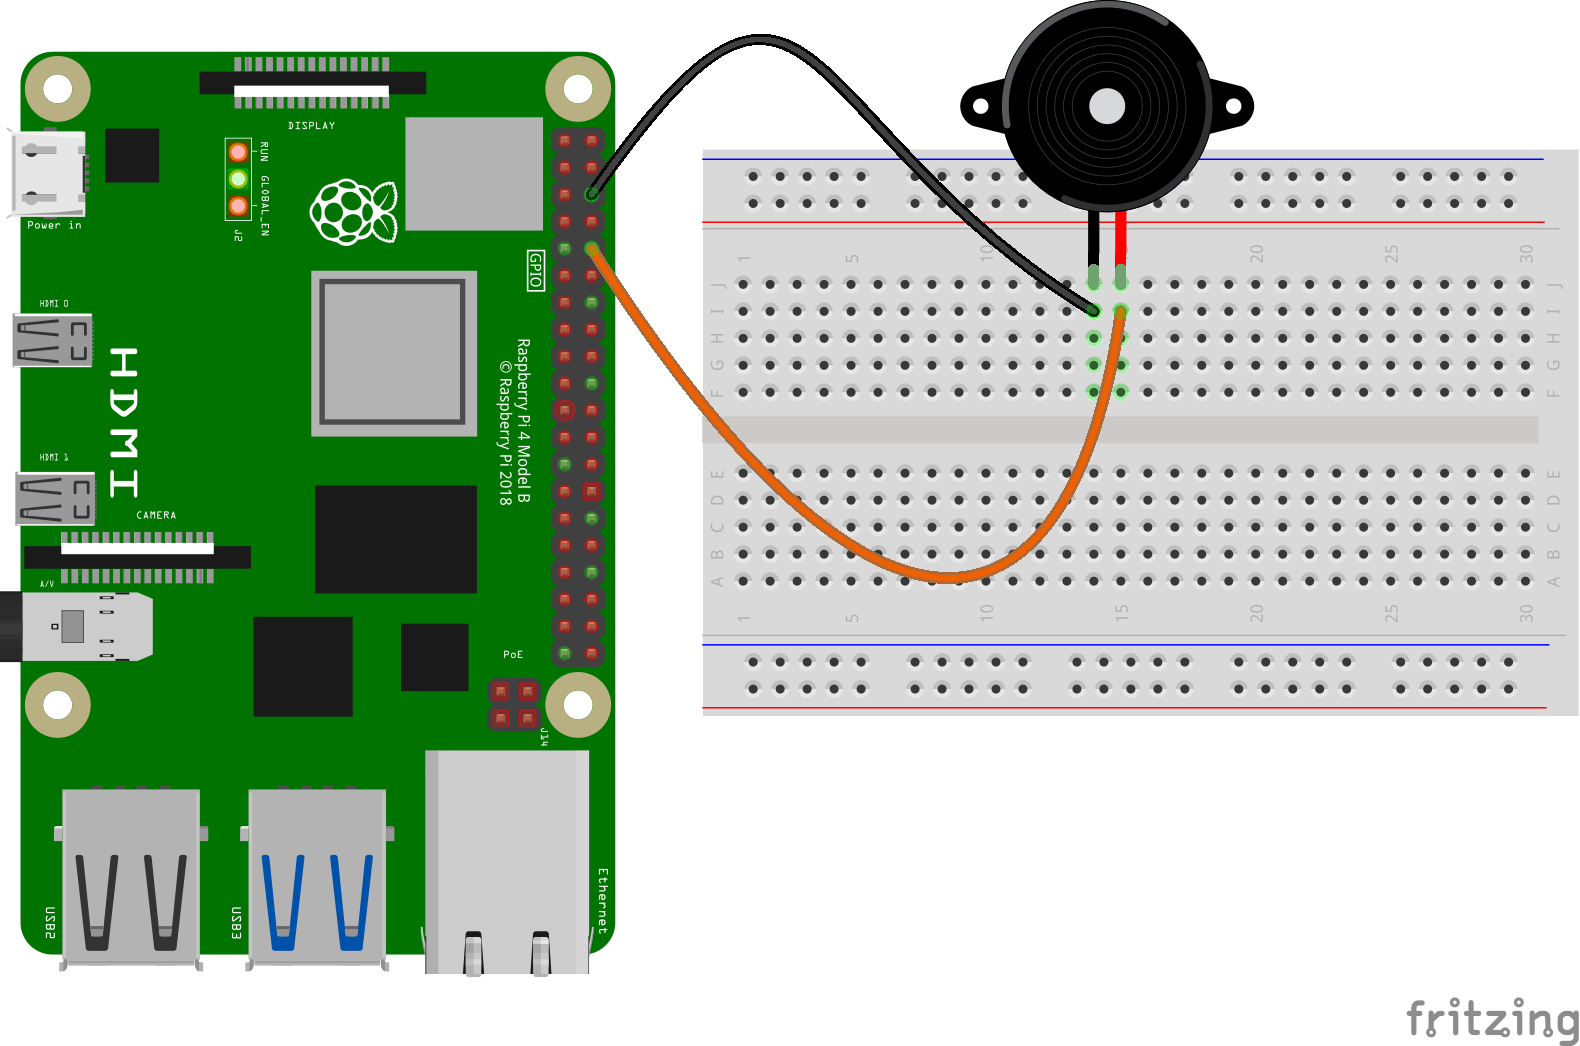 DISPLAY
RUN
GLOBAL_EN
J2
Power in
GPIO
HDMI 0
HDMI
Raspberry Pi 4 Model B
© Raspberry Pi 2018
HDMI 1
CAMERA
A/V
PoE
J14
USB2
USB3
Ethernet
1 5 10 20 25 30
J J
I I
H H
G G
F F
E E
D D
C C
B B
A A
1 5 10 15 20 25 30
fritzing